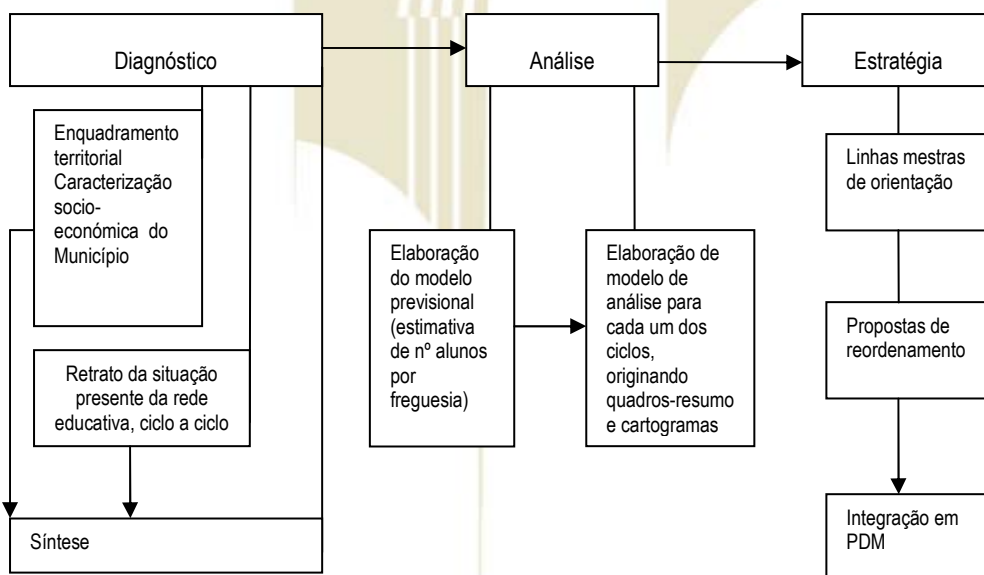 Diagnóstico
Enquadramento
territorial
Caracterização
socio-
económica do
Município
Retrato da situação
presente da rede
educativa, ciclo a ciclo
Síntese
Análise
Elaboração
do modelo
previsional
(estimativa
de nº alunos
por
freguesia)
Elaboração de
modelo de
análise para
cada um dos
ciclos,
originando
quadros-resumo
e cartogramas
Estratégia
Linhas mestras
de orientação
Propostas de
reordenamento
Integração em
PDM